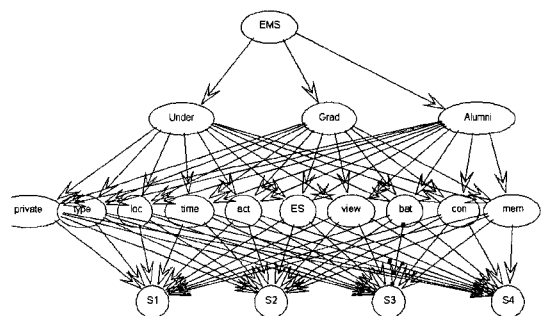 EMS
Under Grad Alumni
private type loc time act ES view bat con mem
S1 S2 S3 S4